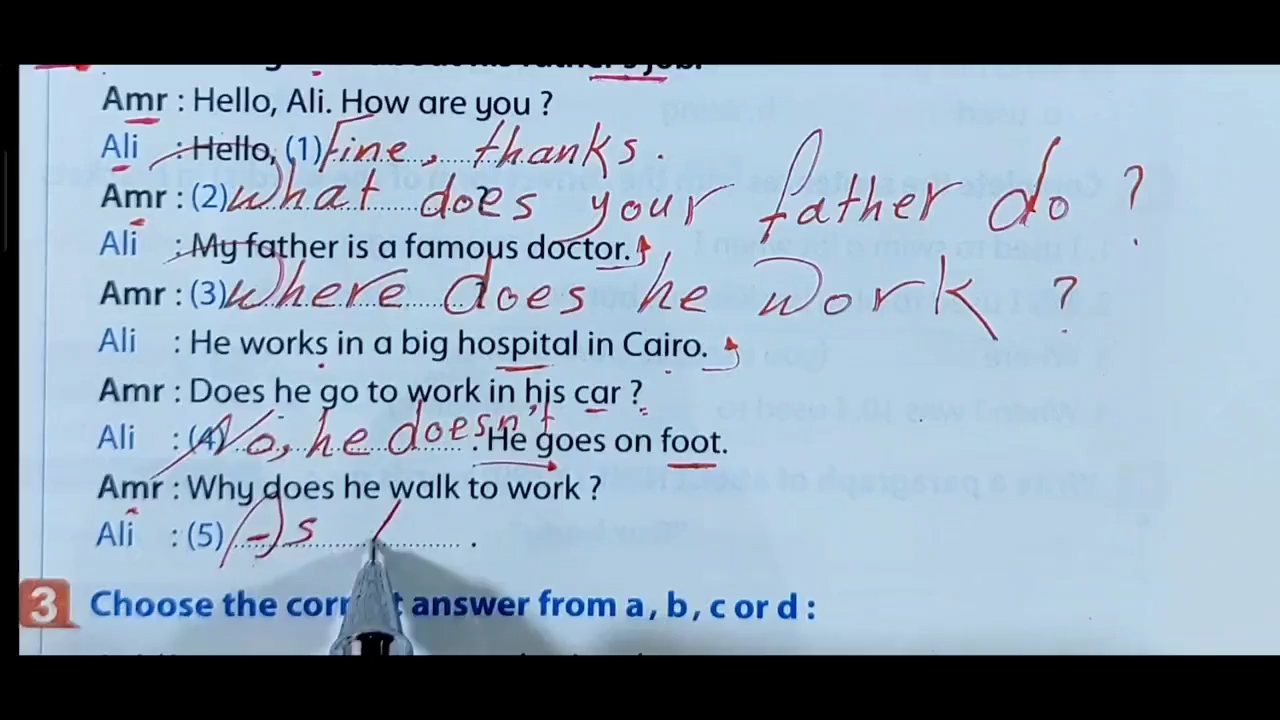 father's job.
Amr : Hello, Ali. How are you ?
Ali : Hello, (1) Fine, thanks.
Amr : (2) What does your father do ?
Ali : My father is a famous doctor.
Amr : (3) Where does he work ?
Ali : He works in a big hospital in Cairo.
Amr : Does he go to work in his car ?
Ali : (4) No, he doesn't. He goes on foot.
Amr : Why does he walk to work ?
Ali : (5) As
3 Choose the correct answer from a, b, c or d :